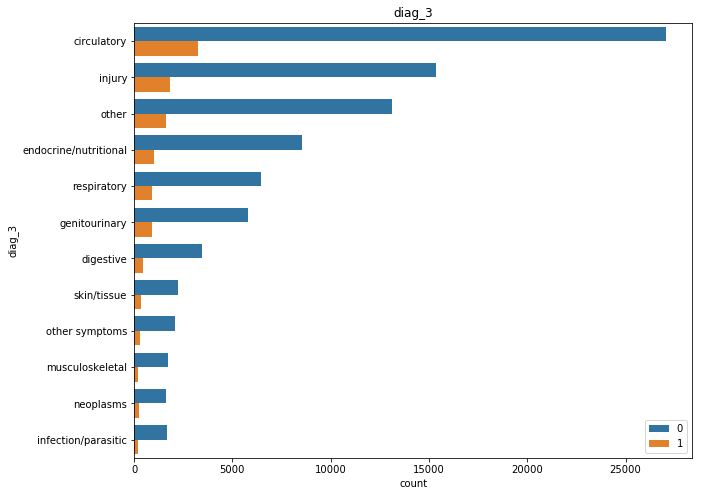 diag_3
circulatory
injury
other
endocrine/nutritional
respiratory
genitourinary
digestive
skin/tissue
other symptoms
musculoskeletal
neoplasms
infection/parasitic
diag_3
0
1
0 5000 10000 15000 20000 25000
count